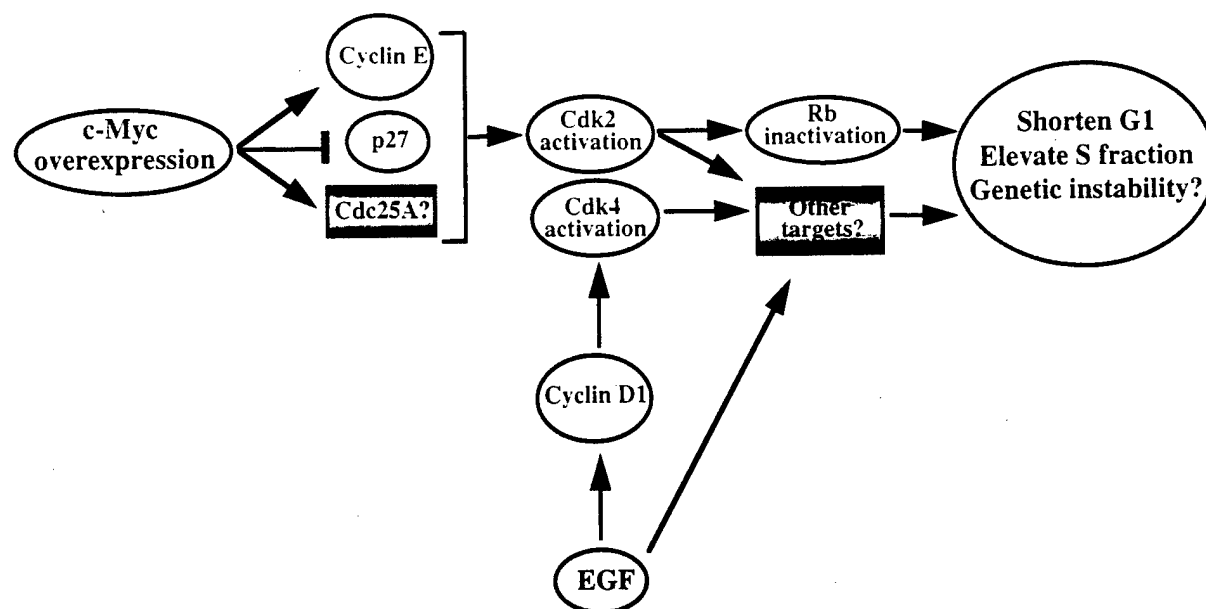 c-Myc
overexpression
Cyclin E
p27
Cdc25A?
Cdk2
activation
Cdk4
activation
Rb
inactivation
Other
targets?
Shorten G1
Elevate S fraction
Genetic instability?
Cyclin D1
EGF